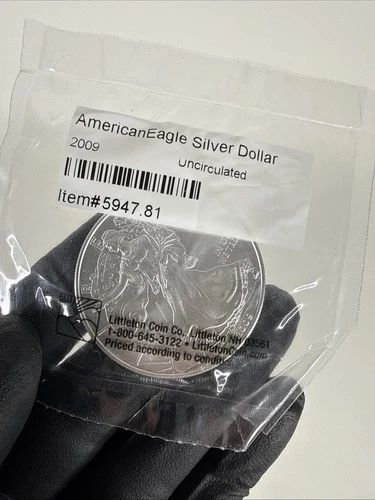 AmericanEagle Silver Dollar
2009
Uncirculated
Item#5947.81
Littleton Coin Co. Littleton NH 03561
1-800-645-3122 • LittletonCoin.com
Priced according to condition